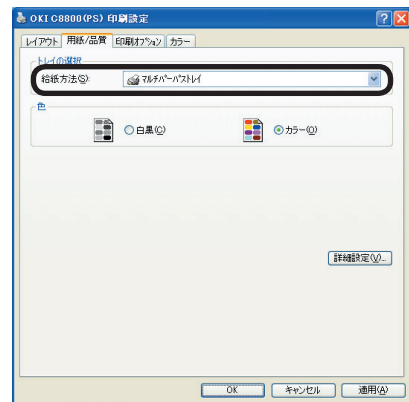 OKI C8800(PS) 印刷設定
レイアウト 用紙/品質 印刷オプション カラー
トレイの選択
給紙方法(S): マルチパーパストレイ
色
白黒(C) カラー(O)
詳細設定(V)...
OK キャンセル 適用(A)